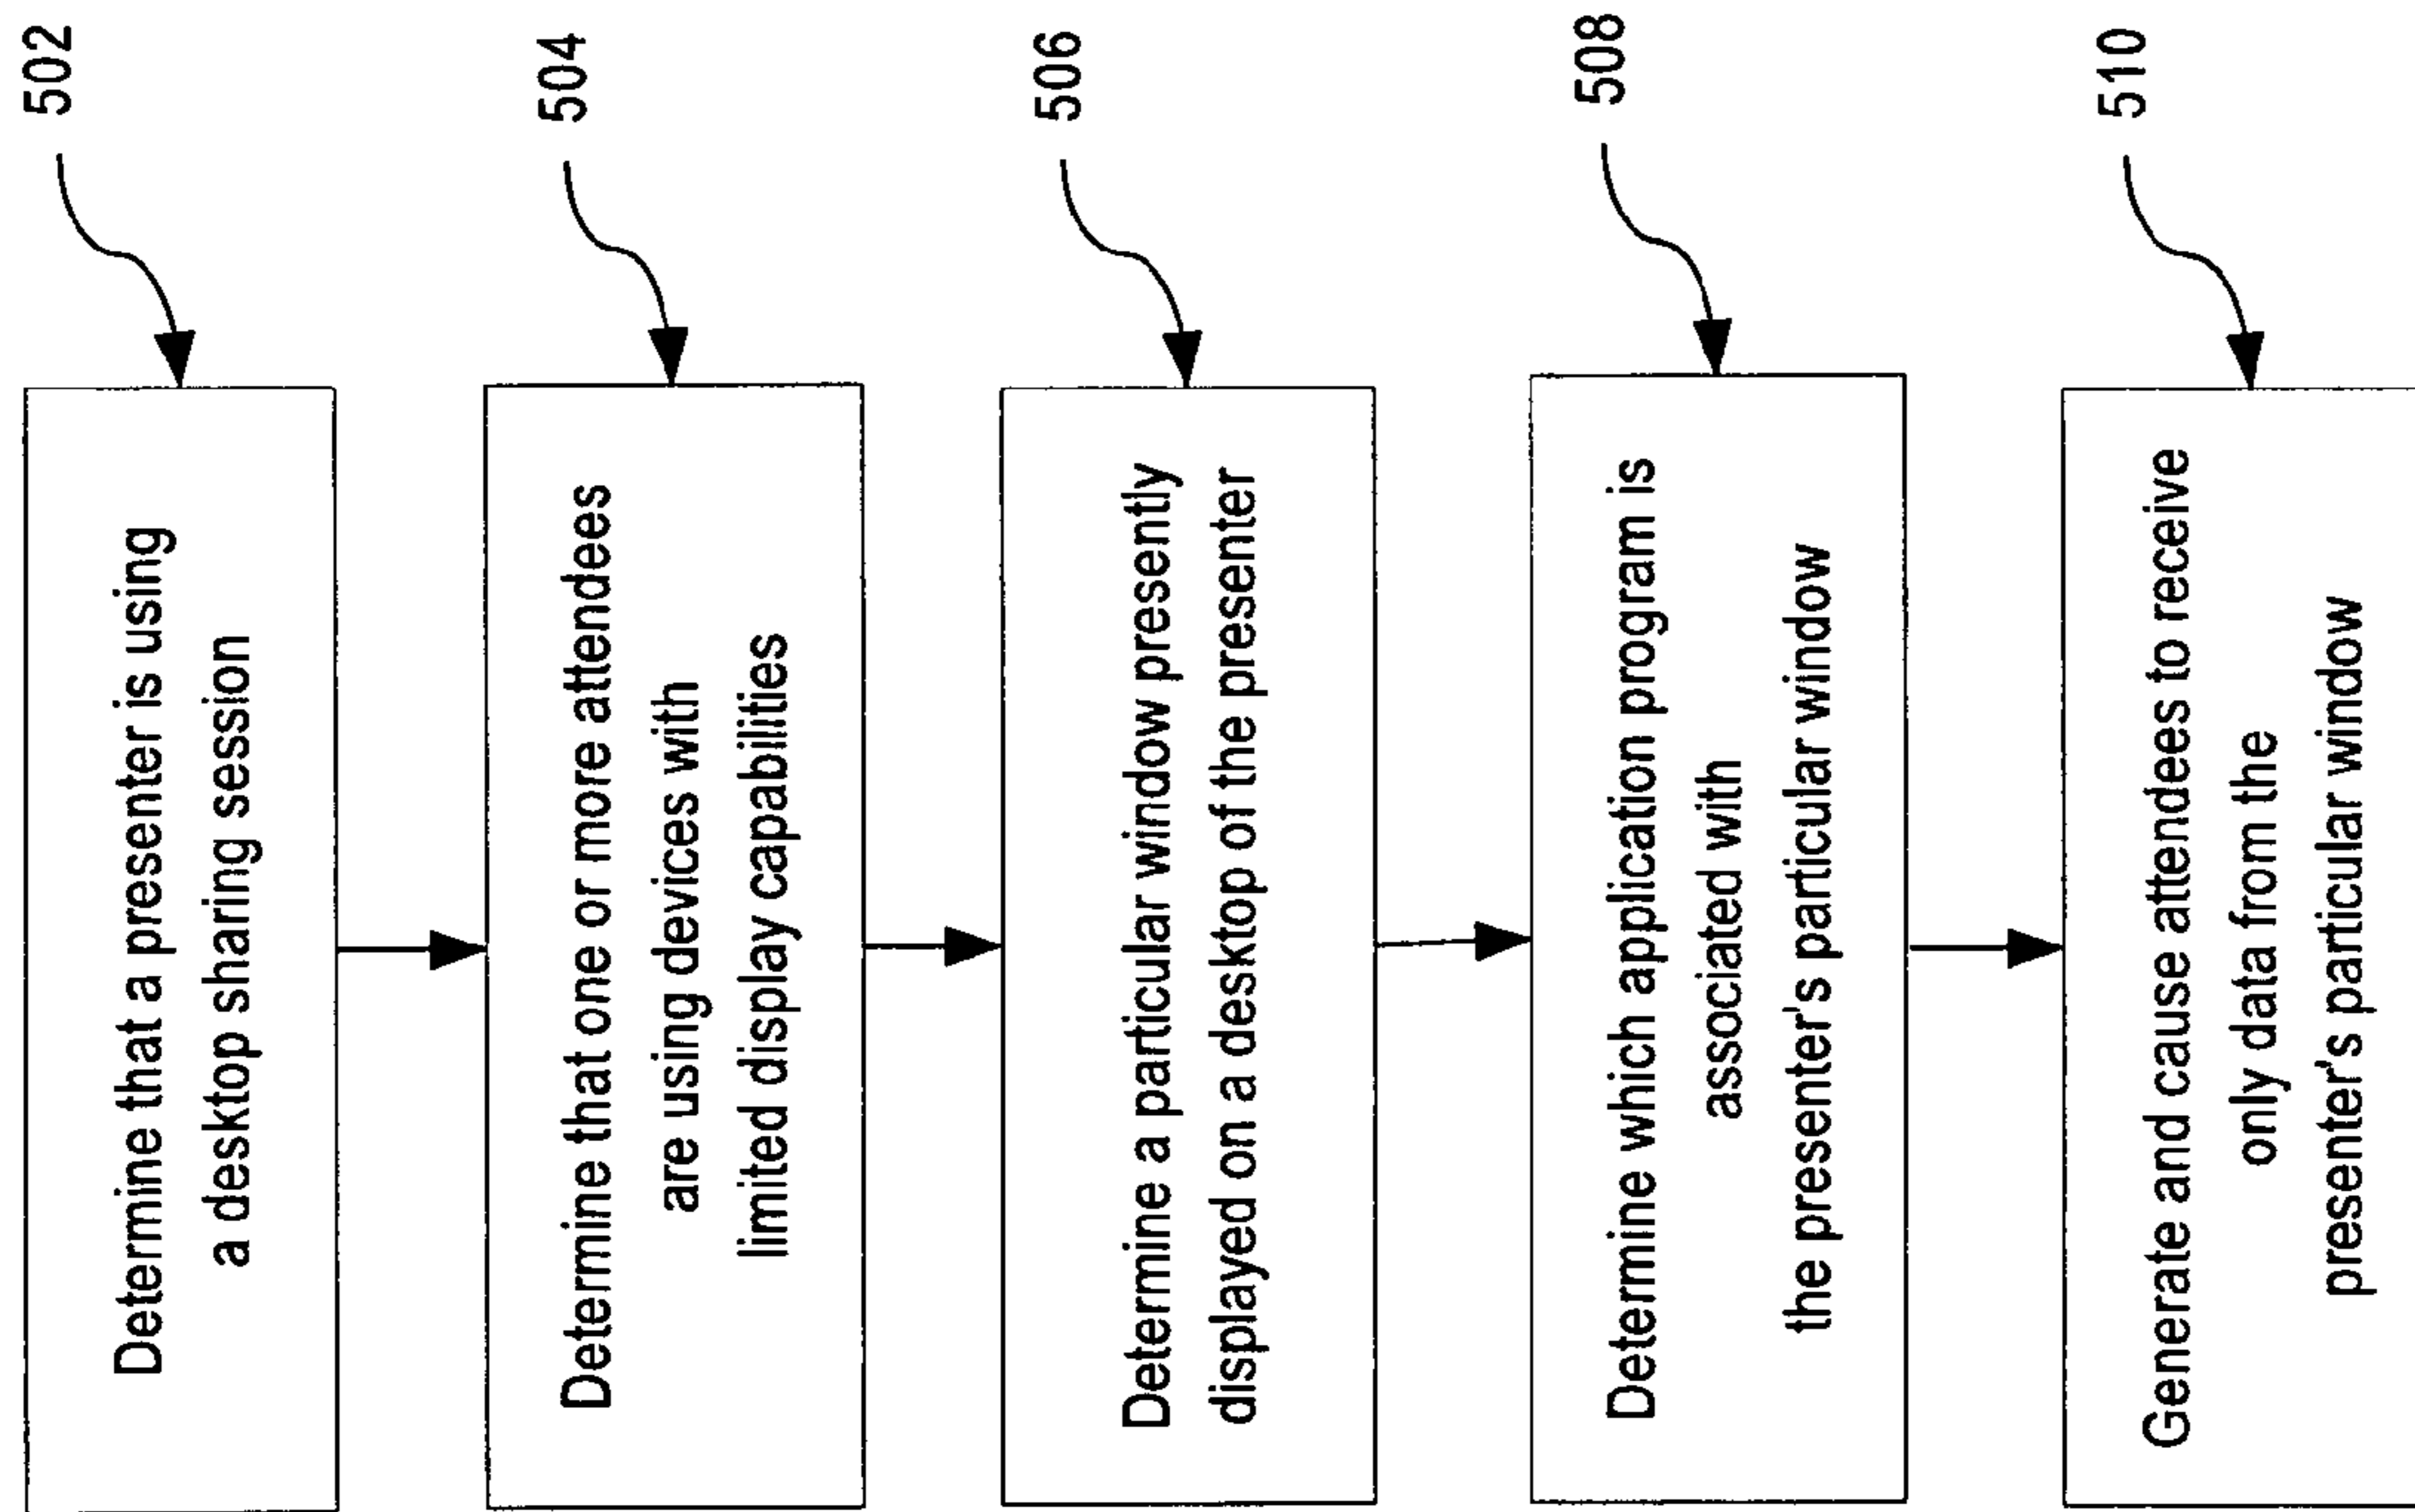 Determine that a presenter is using
a desktop sharing session
502
Determine that one or more attendees
are using devices with
limited display capabilities
504
Determine a particular window presently
displayed on a desktop of the presenter
506
Determine which application program is
associated with
the presenter's particular window
508
Generate and cause attendees to receive
only data from the
presenter's particular window
510